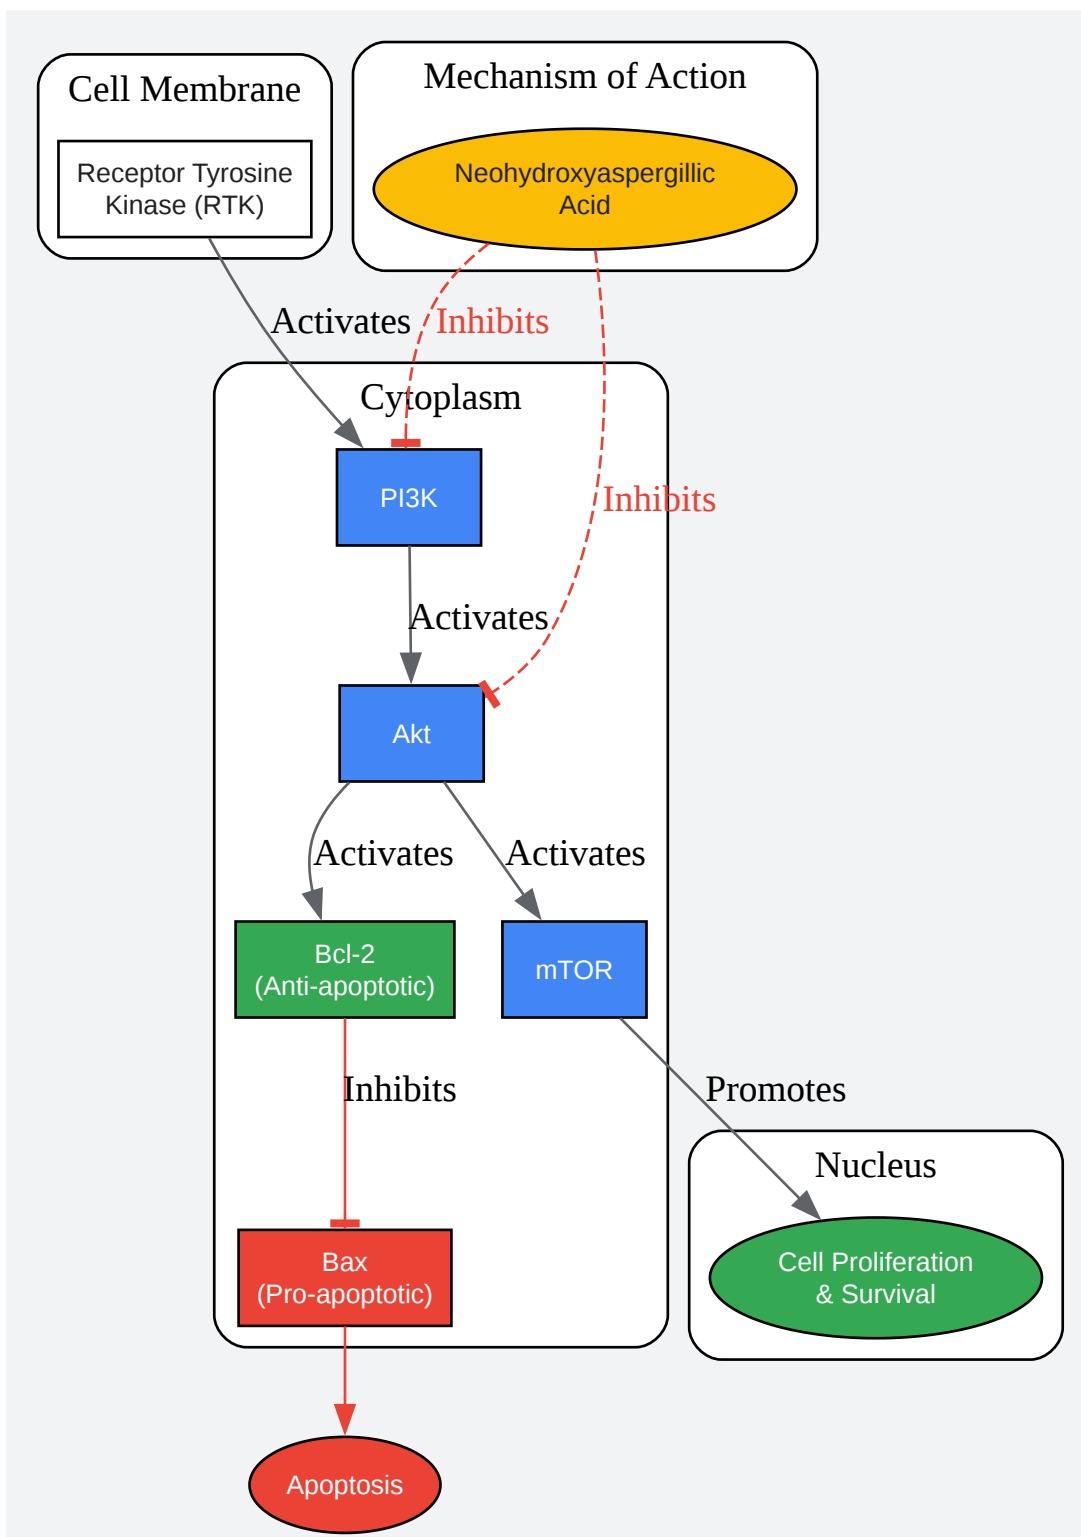 Cell Membrane
Mechanism of Action
Receptor Tyrosine
Kinase (RTK)
Neohydroxyaspergillic
Acid
Activates
Inhibits
Cytoplasm
PI3K
Inhibits
Activates
Akt
Activates
Activates
Bcl-2
(Anti-apoptotic)
mTOR
Inhibits
Promotes
Nucleus
Bax
(Pro-apoptotic)
Cell Proliferation
& Survival
Apoptosis